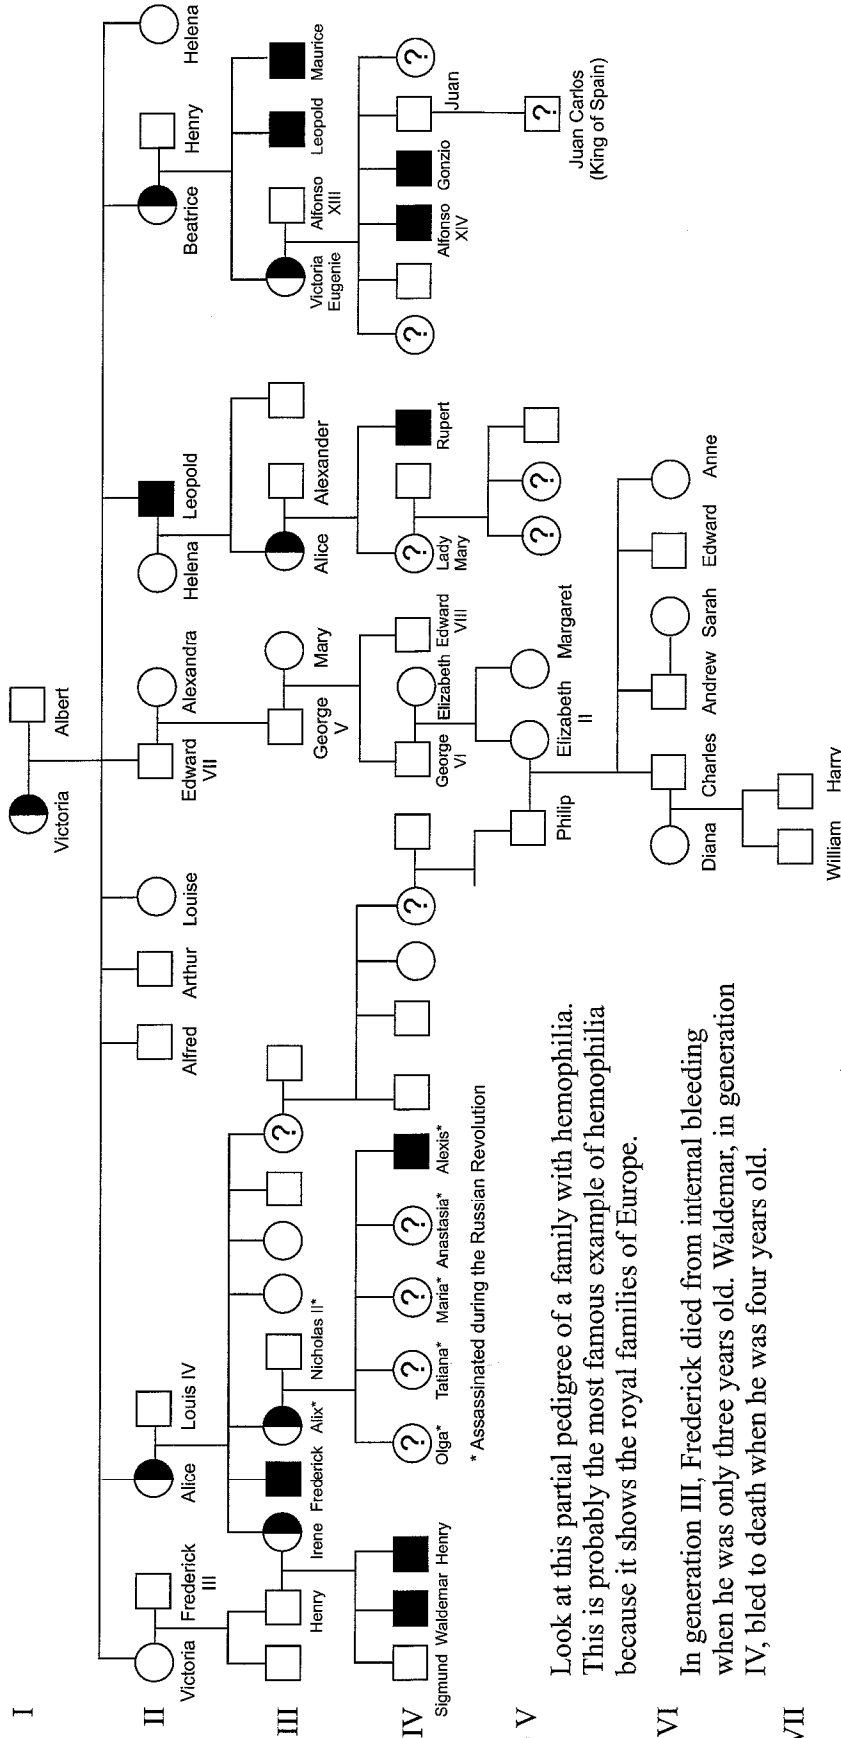 I
Victoria
Albert
II
Victoria
Frederick
III
Alice
Louis IV
Alfred
Arthur
Louise
Edward
VII
Alexandra
Helena
Leopold
Beatrice
Henry
Helena
III
Henry
Irene
Frederick
Alix*
Nicholas II*
George
V
Mary
Alice
Alexander
Victoria
Eugenie
Alfonso
XIII
Leopold
Maurice
IV
Sigmund
Waldemar
Henry
Olga*
Tatiana*
Maria*
Anastasia*
Alexis*
George
VI
Elizabeth
Edward
VIII
Lady
Mary
Rupert
Alfonso
XIV
Gonzio
Juan
? ? ? ? ? ? ? ? ? ? ? ?
* Assassinated during the Russian Revolution
V
Philip
Elizabeth
II
Margaret
Juan Carlos
(King of Spain)
Look at this partial pedigree of a family with hemophilia.
This is probably the most famous example of hemophilia
because it shows the royal families of Europe.
VI
Diana
Charles
Andrew
Sarah
Edward
Anne
In generation III, Frederick died from internal bleeding
when he was only three years old. Waldemar, in generation
IV, bled to death when he was four years old.
VII
William
Harry